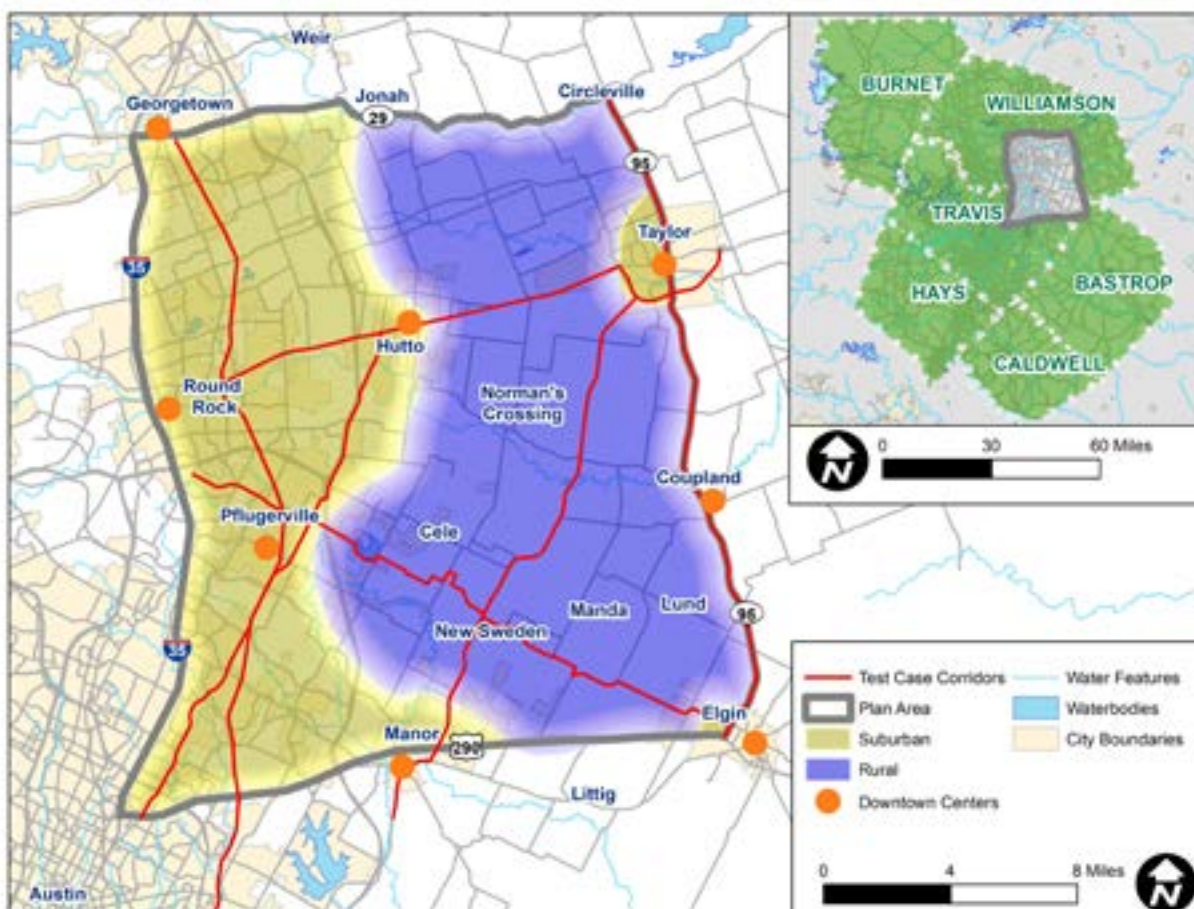 Weir
Georgetown
Jonah
Circleville
29
95
Taylor
35
Hutto
Round
Rock
Norman's
Crossing
Coupland
Pflugerville
Cele
Manda
Lund
New Sweden
95
35
Elgin
Manor
290
Littig
Austin
BURNET
WILLIAMSON
TRAVIS
HAYS
BASTROP
CALDWELL
N
0 30 60 Miles
Test Case Corridors
Plan Area
Suburban
Rural
Downtown Centers
Water Features
Waterbodies
City Boundaries
0 4 8 Miles
N